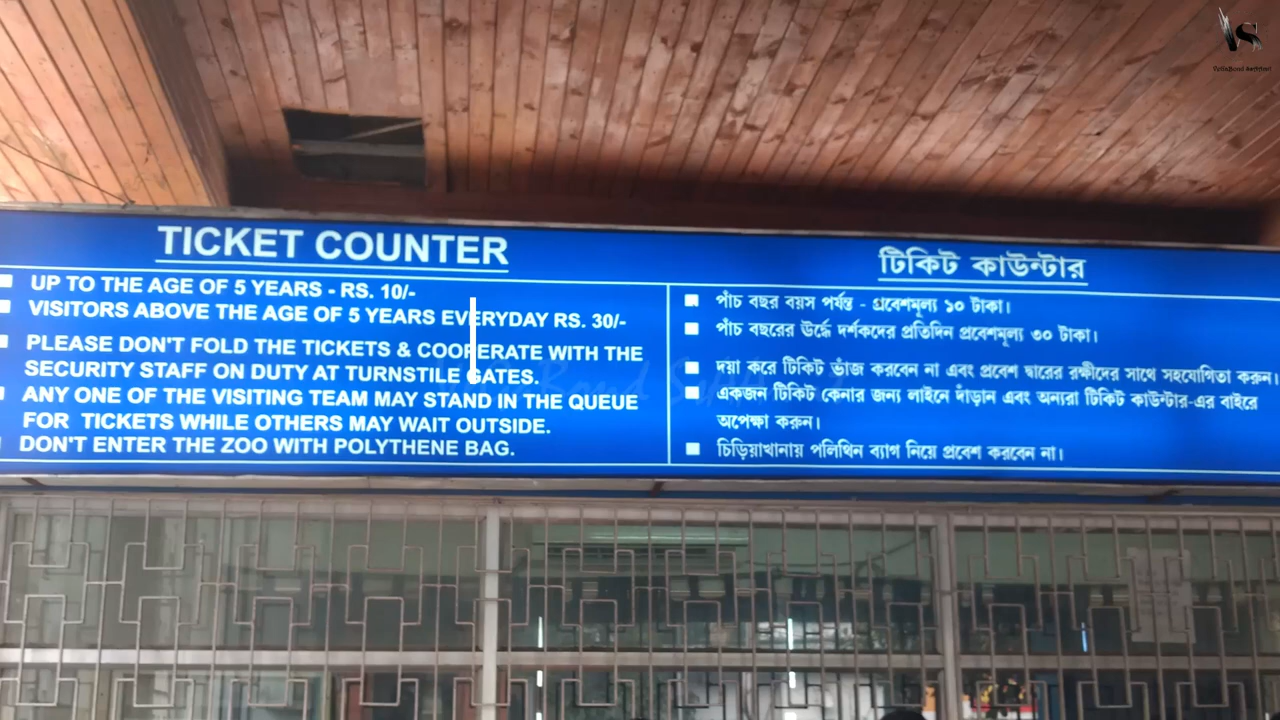 TICKET COUNTER
UP TO THE AGE OF 5 YEARS - RS. 10/-
VISITORS ABOVE THE AGE OF 5 YEARS EVERYDAY RS. 30/-
PLEASE DON'T FOLD THE TICKETS & COOPERATE WITH THE
SECURITY STAFF ON DUTY AT TURNSTILE GATES.
ANY ONE OF THE VISITING TEAM MAY STAND IN THE QUEUE
FOR TICKETS WHILE OTHERS MAY WAIT OUTSIDE.
DON'T ENTER THE ZOO WITH POLYTHENE BAG.
টিকিট কাউন্টার
পাঁচ বছর বয়স পর্যন্ত - প্রবেশমূল্য ১০ টাকা।
পাঁচ বছরের ঊর্দ্ধে দর্শকদের প্রতিদিন প্রবেশমূল্য ৩০ টাকা।
দয়া করে টিকিট ভাঁজ করবেন না এবং প্রবেশ দ্বারের রক্ষীদের সাথে সহযোগিতা করুন।
একজন টিকিট কেনার জন্য লাইনে দাঁড়ান এবং অন্যরা টিকিট কাউন্টার-এর বাইরে
অপেক্ষা করুন।
চিড়িয়াখানায় পলিথিন ব্যাগ নিয়ে প্রবেশ করবেন না।
VS